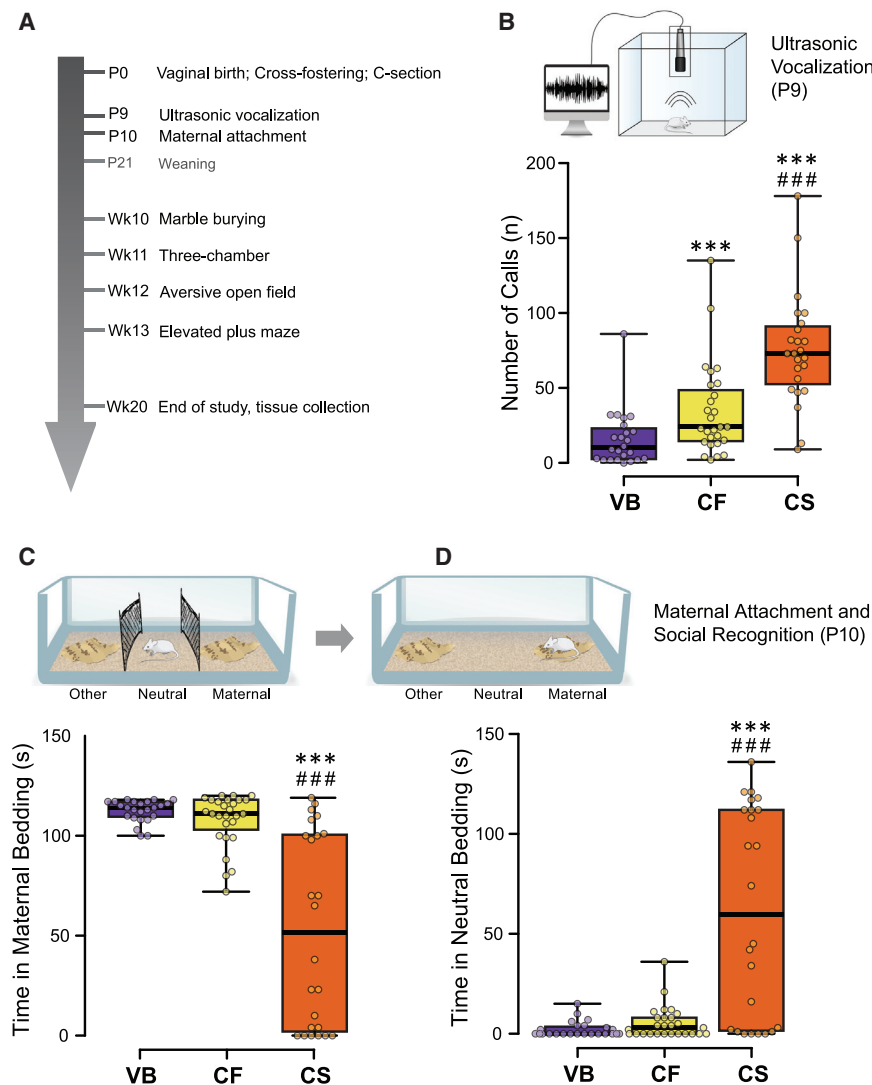 A
P0 Vaginal birth; Cross-fostering; C-section
P9 Ultrasonic vocalization
P10 Maternal attachment
P21 Weaning
Wk10 Marble burying
Wk11 Three-chamber
Wk12 Aversive open field
Wk13 Elevated plus maze
Wk20 End of study, tissue collection
B
Ultrasonic
Vocalization
(P9)
Number of Calls (n)
200
150
100
50
0
***
***
###
VB CF CS
C
Other Neutral Maternal
Time in Maternal Bedding (s)
150
100
50
0
***
###
VB CF CS
D
Other Neutral Maternal
Maternal Attachment and
Social Recognition (P10)
Time in Neutral Bedding (s)
150
100
50
0
***
###
VB CF CS